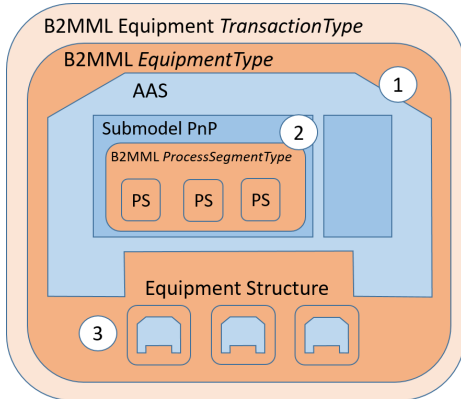 B2MML Equipment TransactionType
B2MML EquipmentType
1
AAS
Submodel PnP
2
B2MML ProcessSegmentType
PS PS PS
Equipment Structure
3